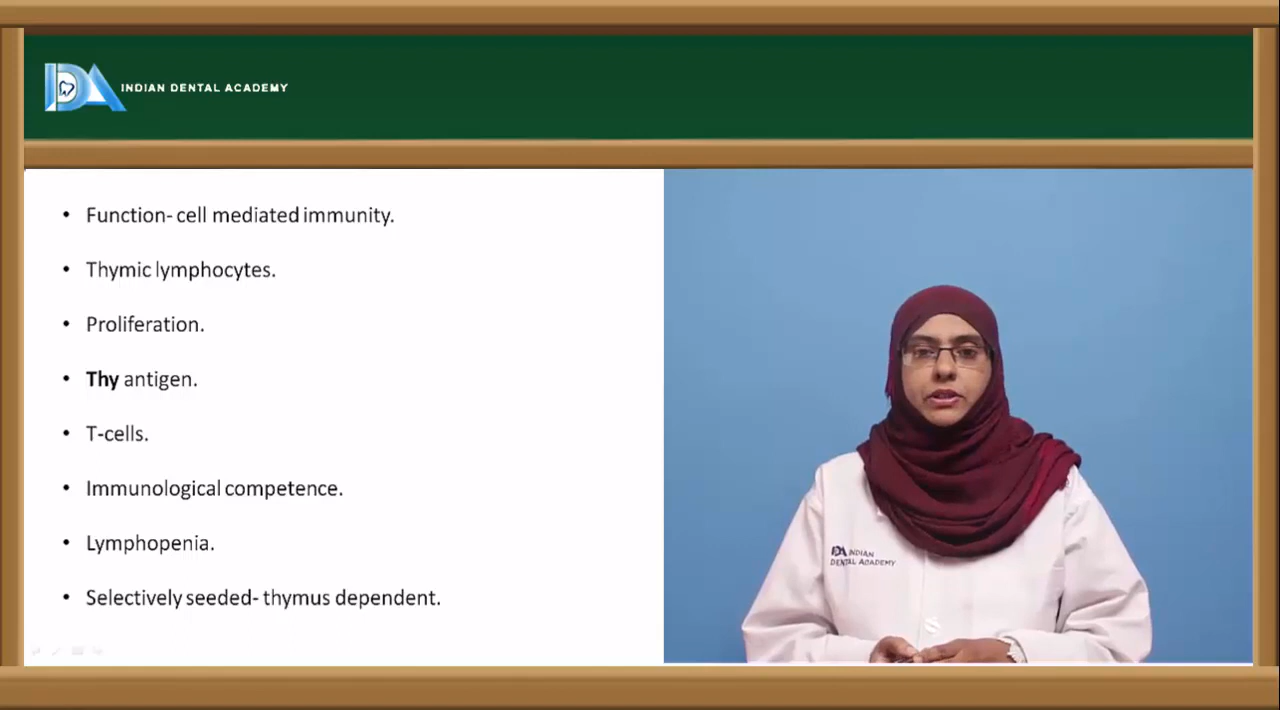 INDIAN DENTAL ACADEMY
• Function- cell mediated immunity.
• Thymic lymphocytes.
• Proliferation.
• Thy antigen.
• T-cells.
• Immunological competence.
• Lymphopenia.
• Selectively seeded- thymus dependent.
IDA INDIAN
DENTAL ACADEMY